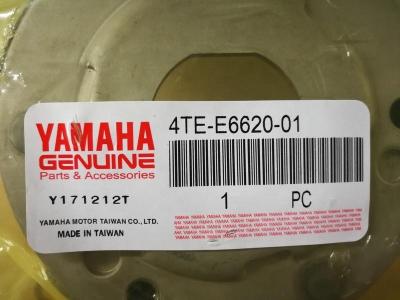 YAMAHA
GENUINE
Parts & Accessories
Y171212T
YAMAHA MOTOR TAIWAN CO., LTD.
MADE IN TAIWAN
4TE-E6620-01
1 PC